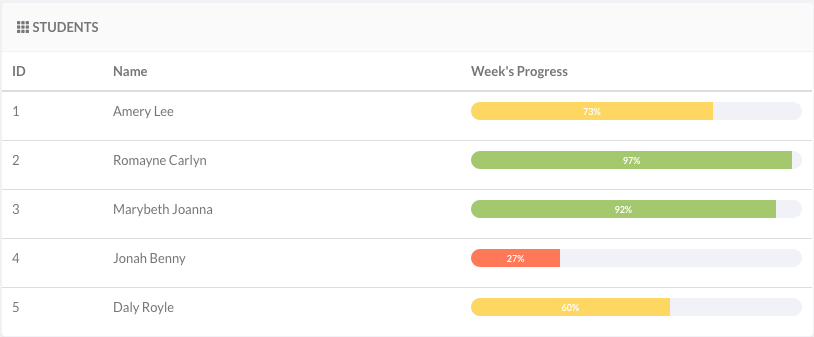 STUDENTS
ID Name Week's Progress
1 Amery Lee 73%
2 Romayne Carlyn 97%
3 Marybeth Joanna 92%
4 Jonah Benny 27%
5 Daly Royle 60%